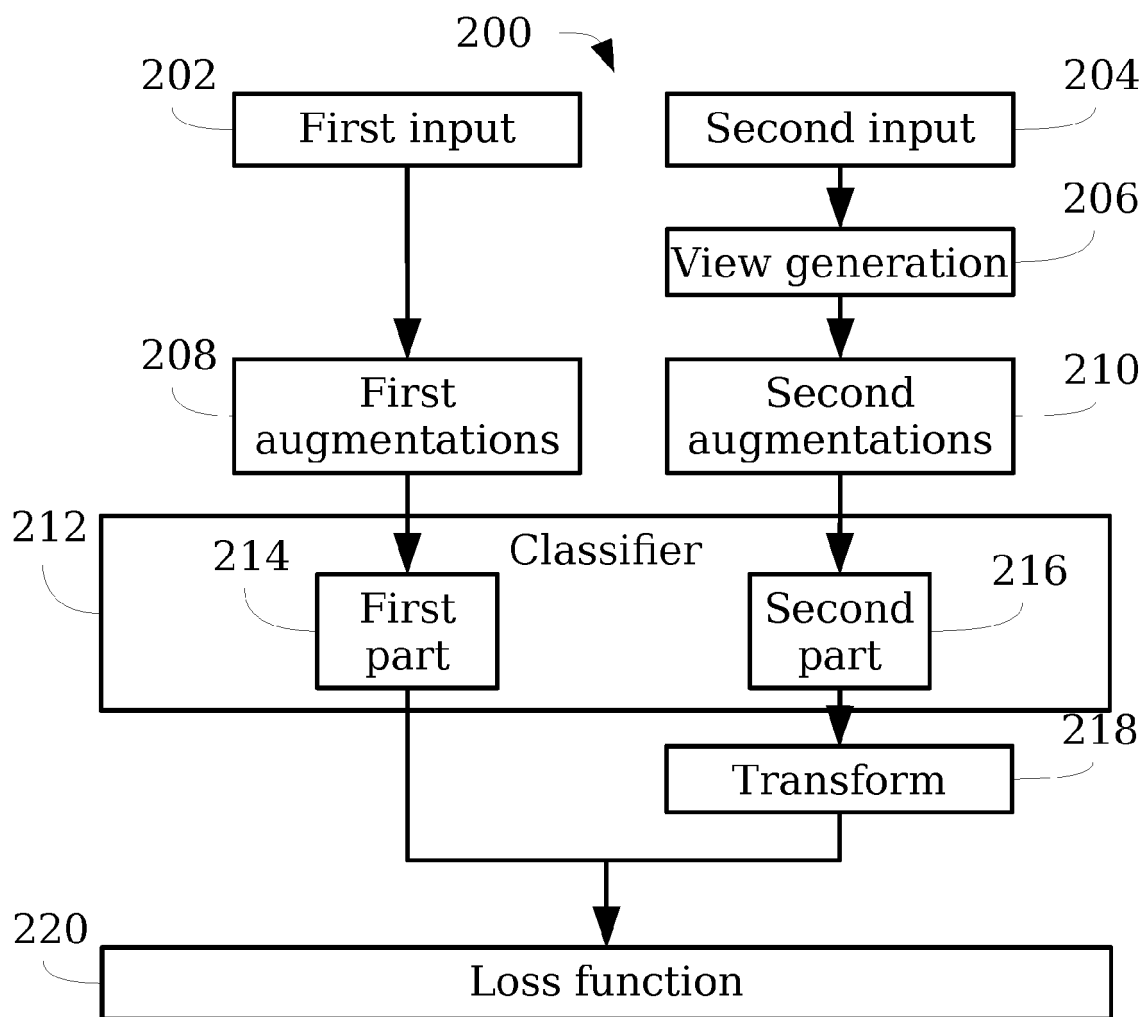 200
202
204
First input
Second input
206
View generation
208
210
First
augmentations
Second
augmentations
212
Classifier
214
216
First
part
Second
part
218
Transform
220
Loss function